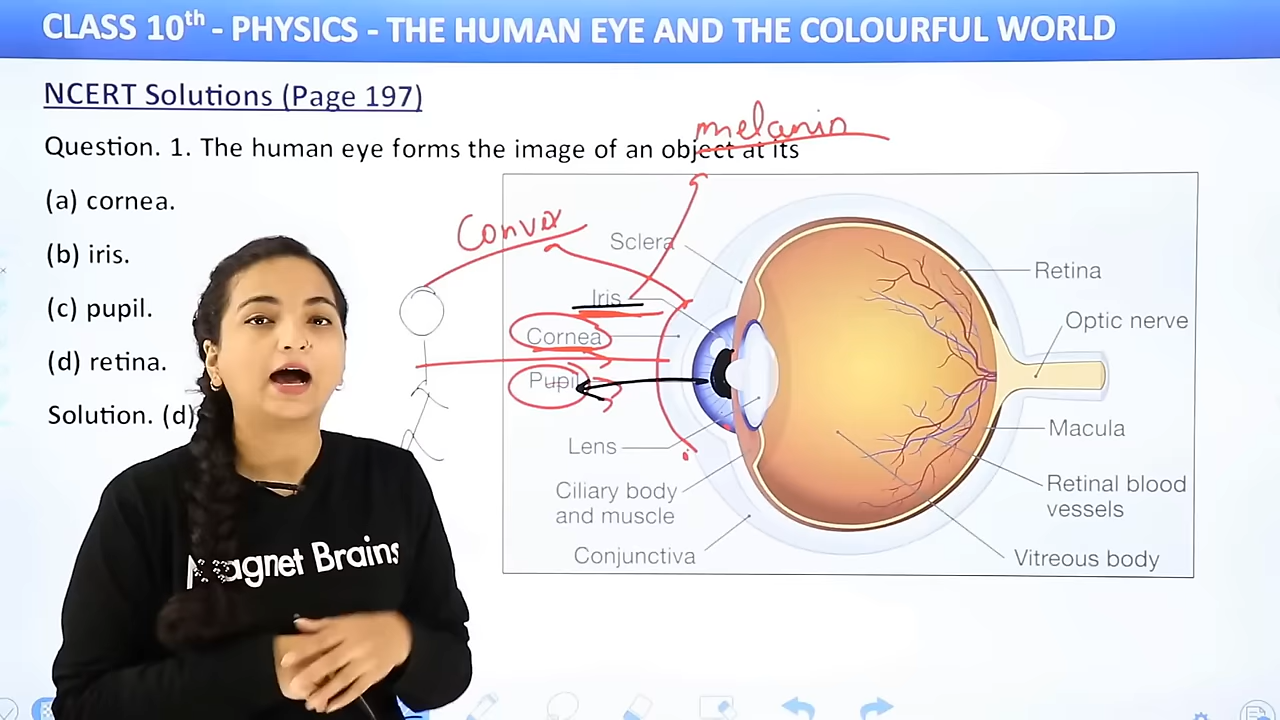 CLASS 10th - PHYSICS - THE HUMAN EYE AND THE COLOURFUL WORLD
NCERT Solutions (Page 197)
melanin
Question. 1. The human eye forms the image of an object at its
(a) cornea.
(b) iris.
(c) pupil.
(d) retina.
Solution. (d)
Convex
Sclera
Iris
Cornea
Pupil
Lens
Ciliary body
and muscle
Conjunctiva
Retina
Optic nerve
Macula
Retinal blood
vessels
Vitreous body
Magnet Brains